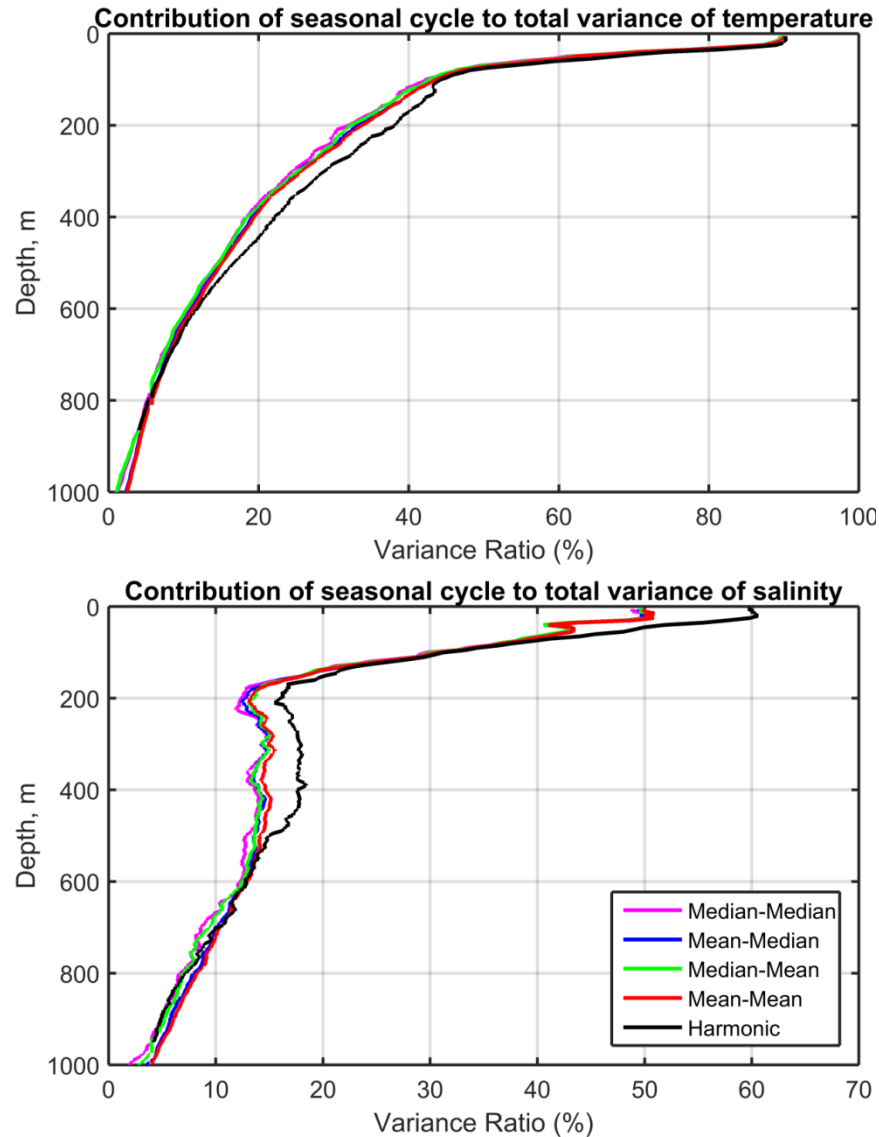 Contribution of seasonal cycle to total variance of temperature
0
200
400
600
800
1000
Depth, m
0 20 40 60 80 100
Variance Ratio (%)
Contribution of seasonal cycle to total variance of salinity
0
200
400
600
800
1000
Depth, m
Median-Median
Mean-Median
Median-Mean
Mean-Mean
Harmonic
0 10 20 30 40 50 60 70
Variance Ratio (%)